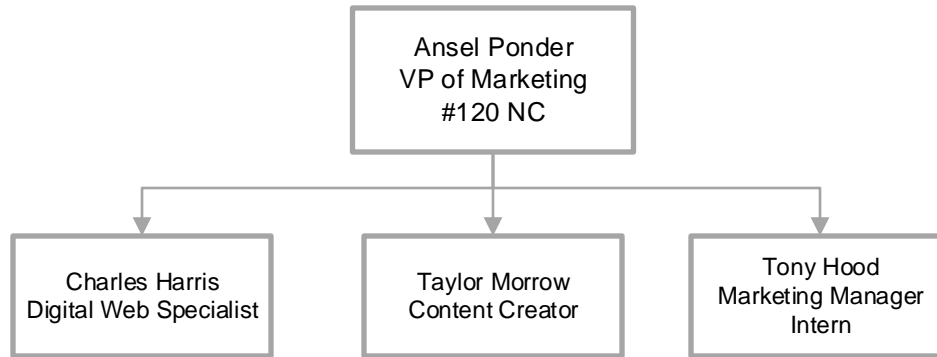 Ansel Ponder
VP of Marketing
#120 NC
Charles Harris
Digital Web Specialist
Taylor Morrow
Content Creator
Tony Hood
Marketing Manager
Intern